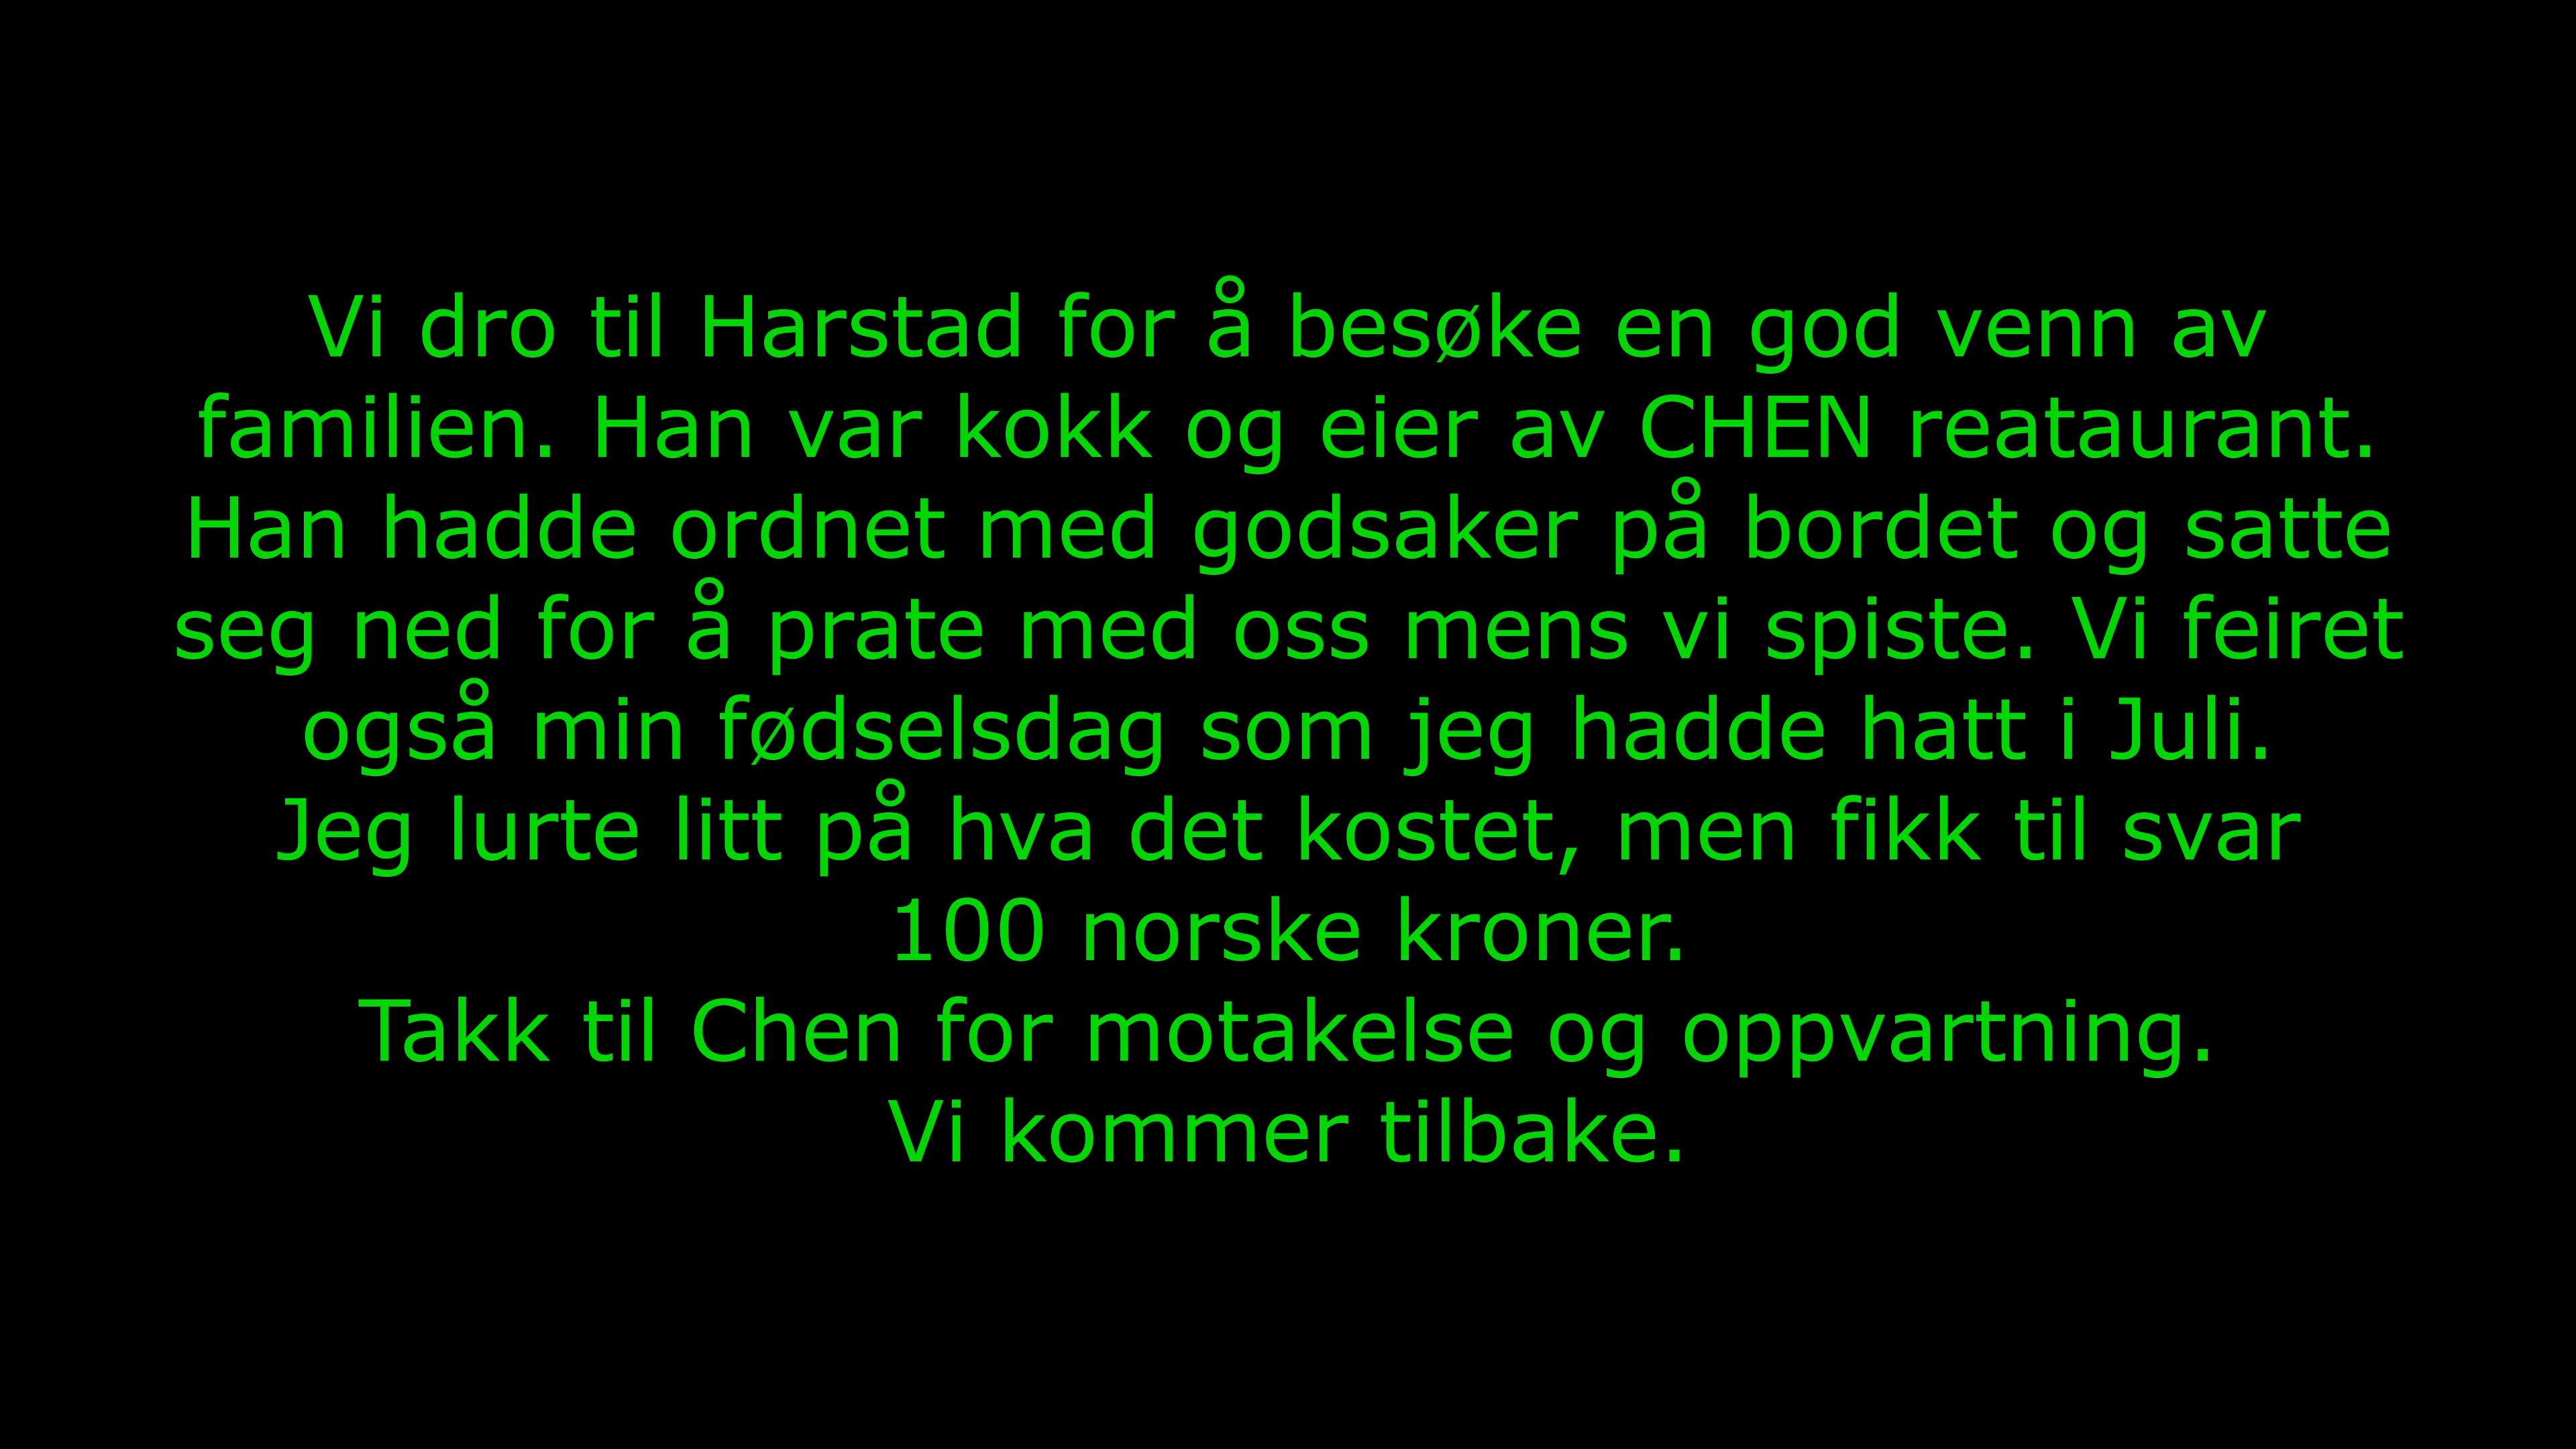 Vi dro til Harstad for å besøke en god venn av
familien. Han var kokk og eier av CHEN reataurant.
Han hadde ordnet med godsaker på bordet og satte
seg ned for å prate med oss mens vi spiste. Vi feiret
også min fødselsdag som jeg hadde hatt i Juli.
Jeg lurte litt på hva det kostet, men fikk til svar
100 norske kroner.
Takk til Chen for motakelse og oppvartning.
Vi kommer tilbake.